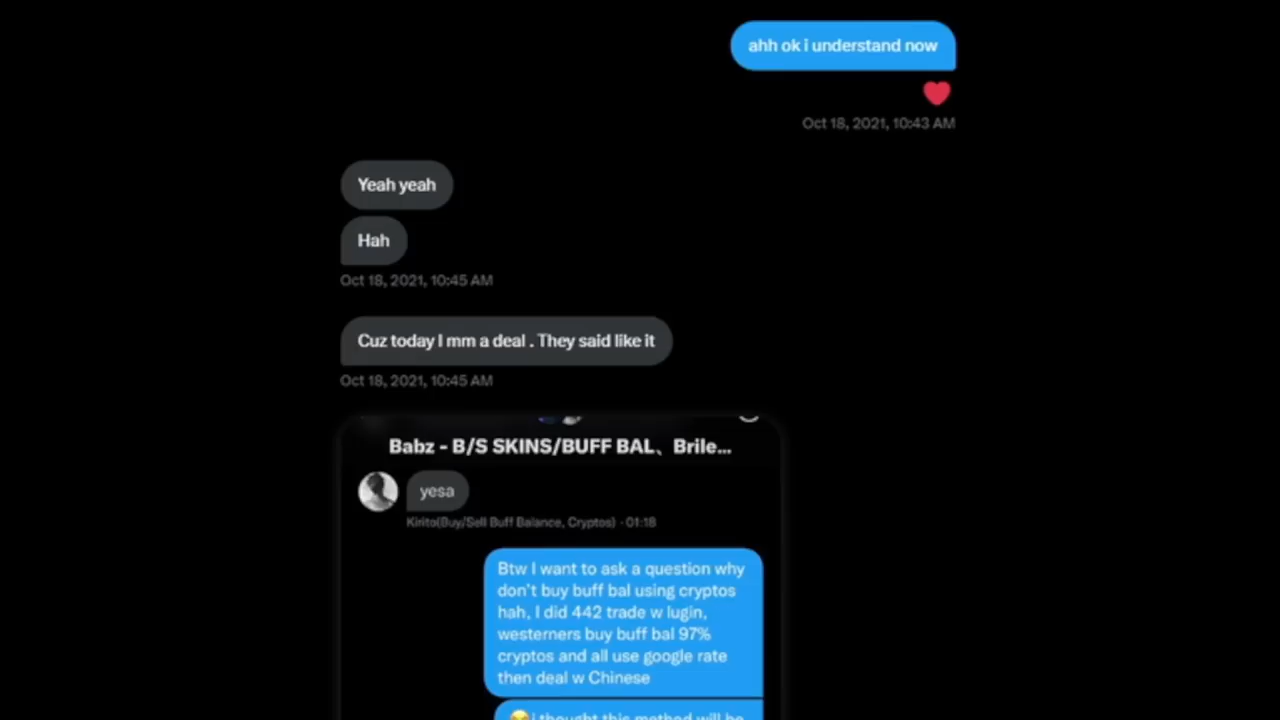 ahh ok i understand now
Oct 18, 2021, 10:43 AM
Yeah yeah
Hah
Oct 18, 2021, 10:45 AM
Cuz today I mm a deal . They said like it
Oct 18, 2021, 10:45 AM
Babz - B/S SKINS/BUFF BAL、Brile...
yesa
Kirito(Buy/Sell Buff Balance, Cryptos) · 01:18
Btw I want to ask a question why
don't buy buff bal using cryptos
hah, I did 442 trade w lugin,
westerners buy buff bal 97%
cryptos and all use google rate
then deal w Chinese
😂i thought this method will be